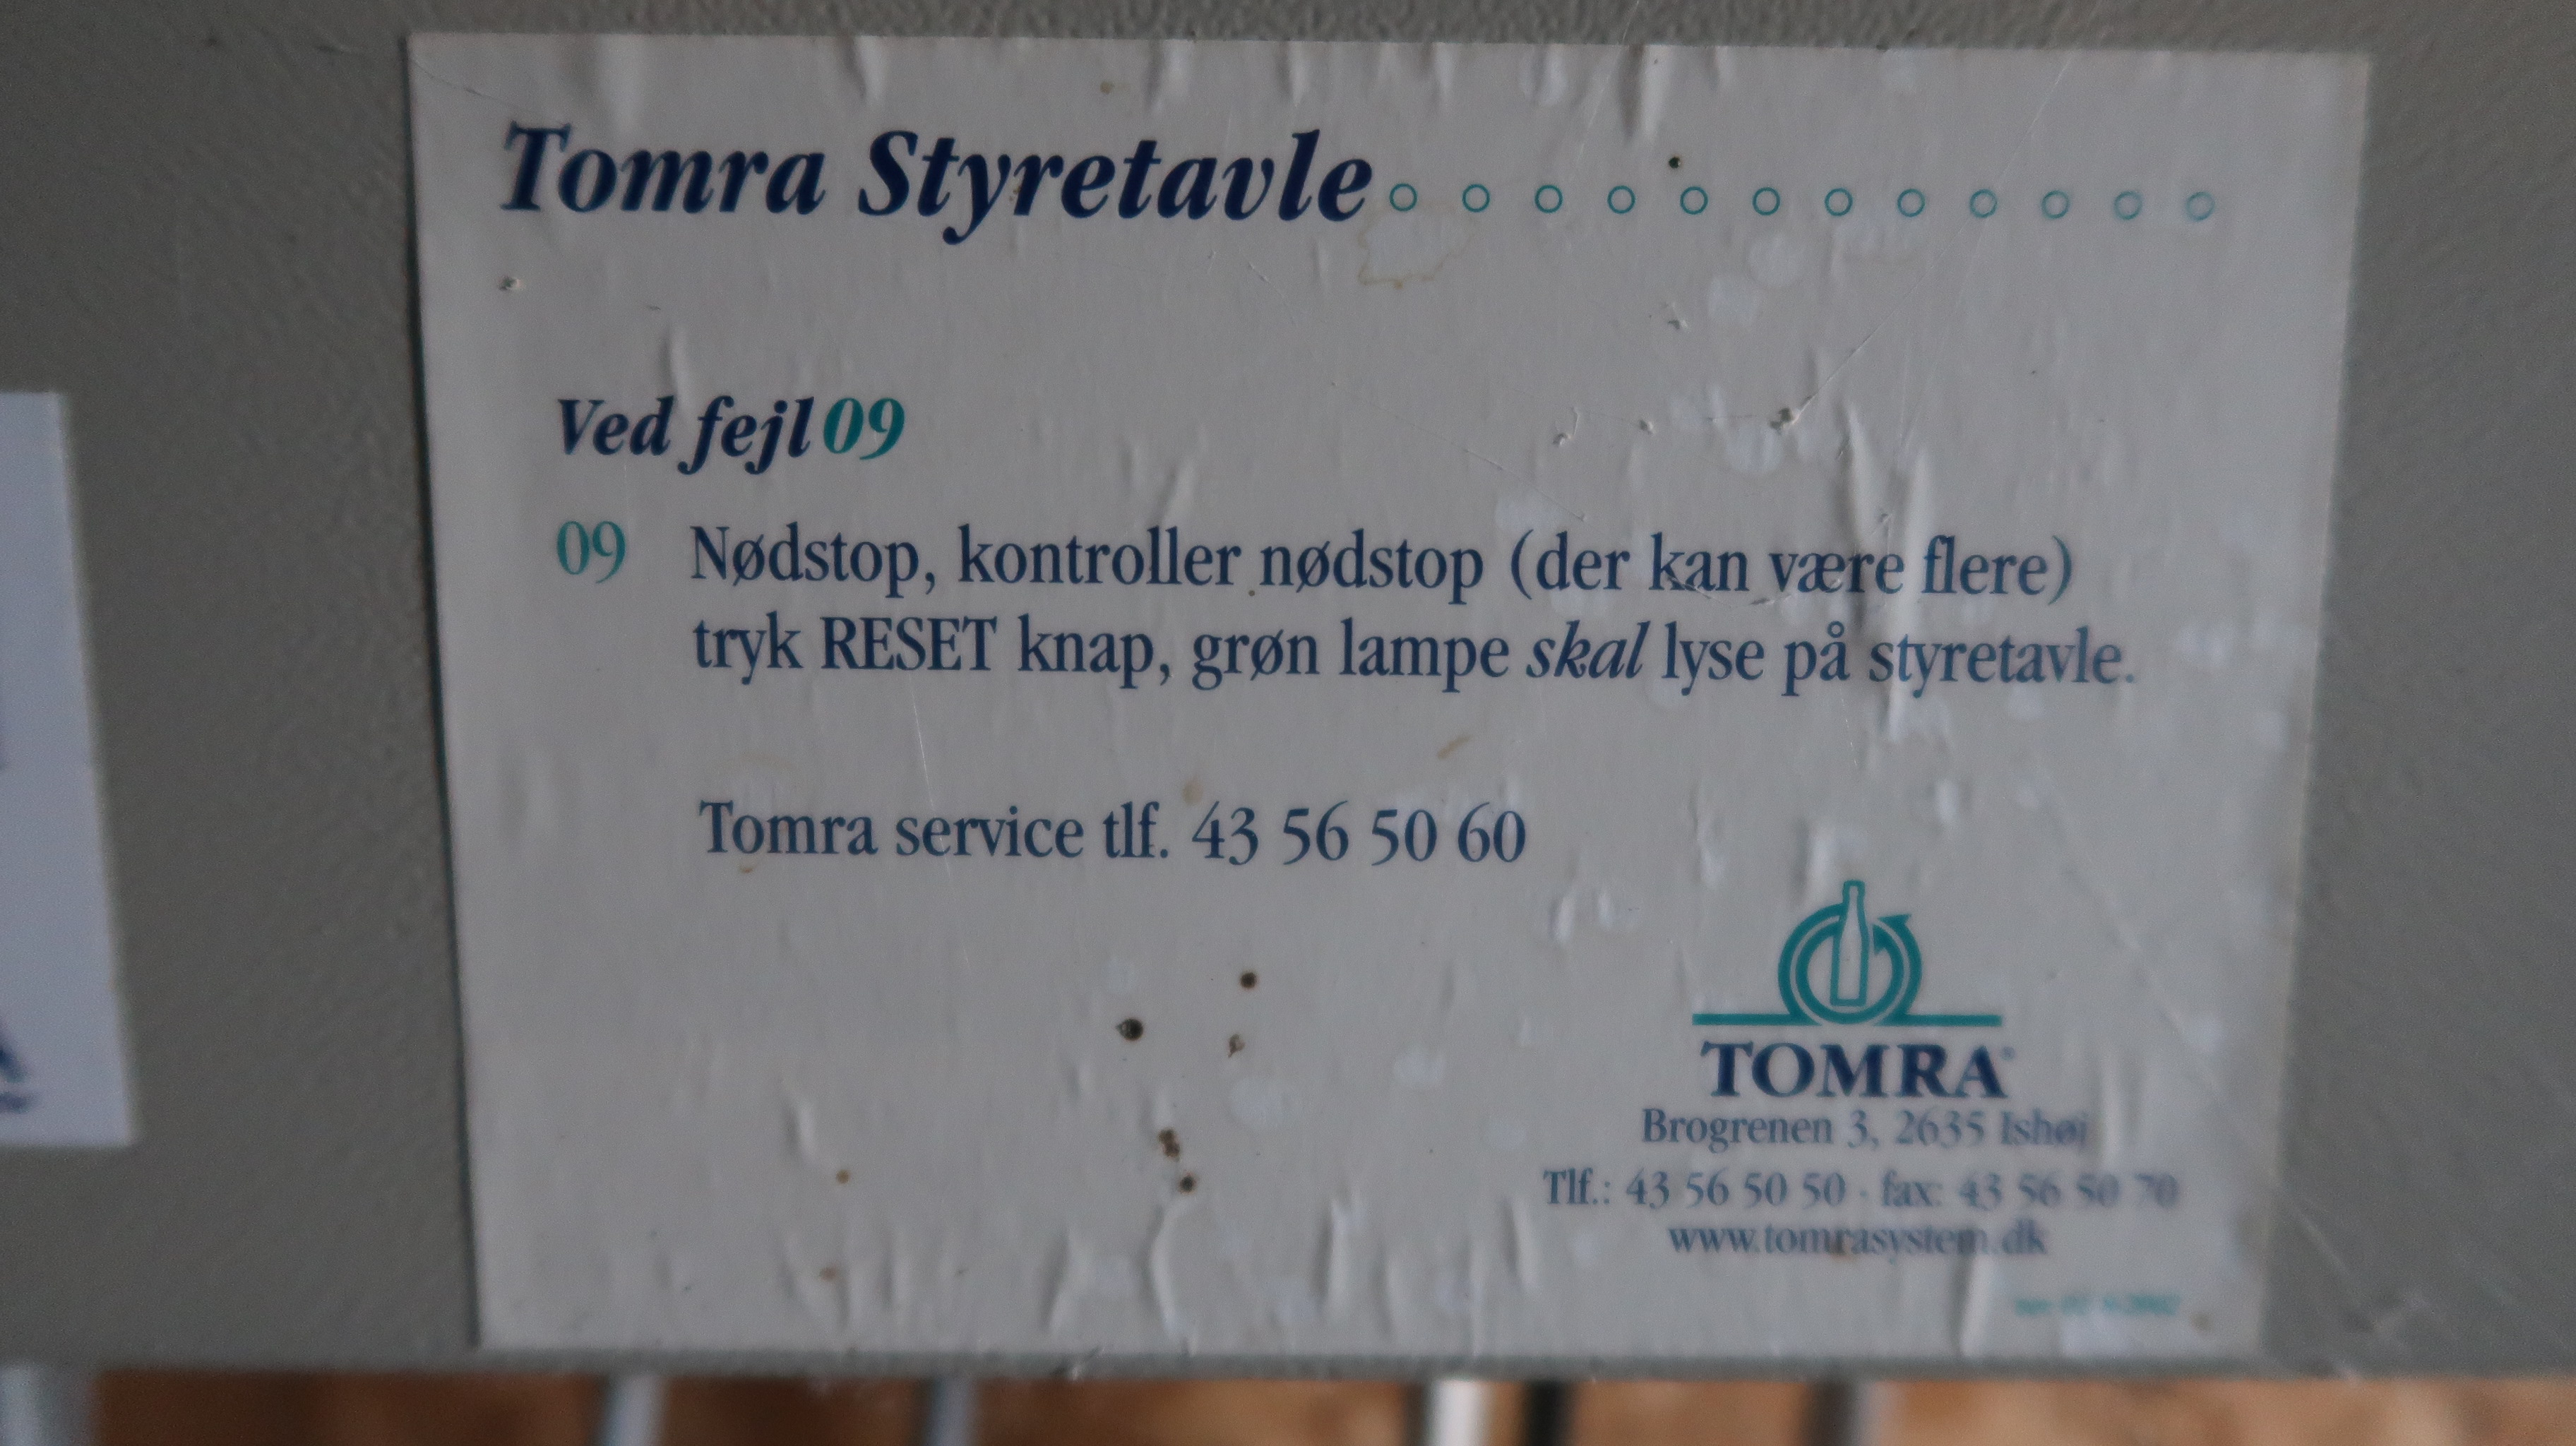 Tomra Styretavle
Ved fejl 09
09 Nødstop, kontroller nødstop (der kan være flere)
tryk RESET knap, grøn lampe skal lyse på styretavle.
Tomra service tlf. 43 56 50 60
TOMRA
Brogrenen 3, 2635 Ishøj
Tlf.: 43 56 50 50 · fax: 43 56 50 70
www.tomrasystem.dk